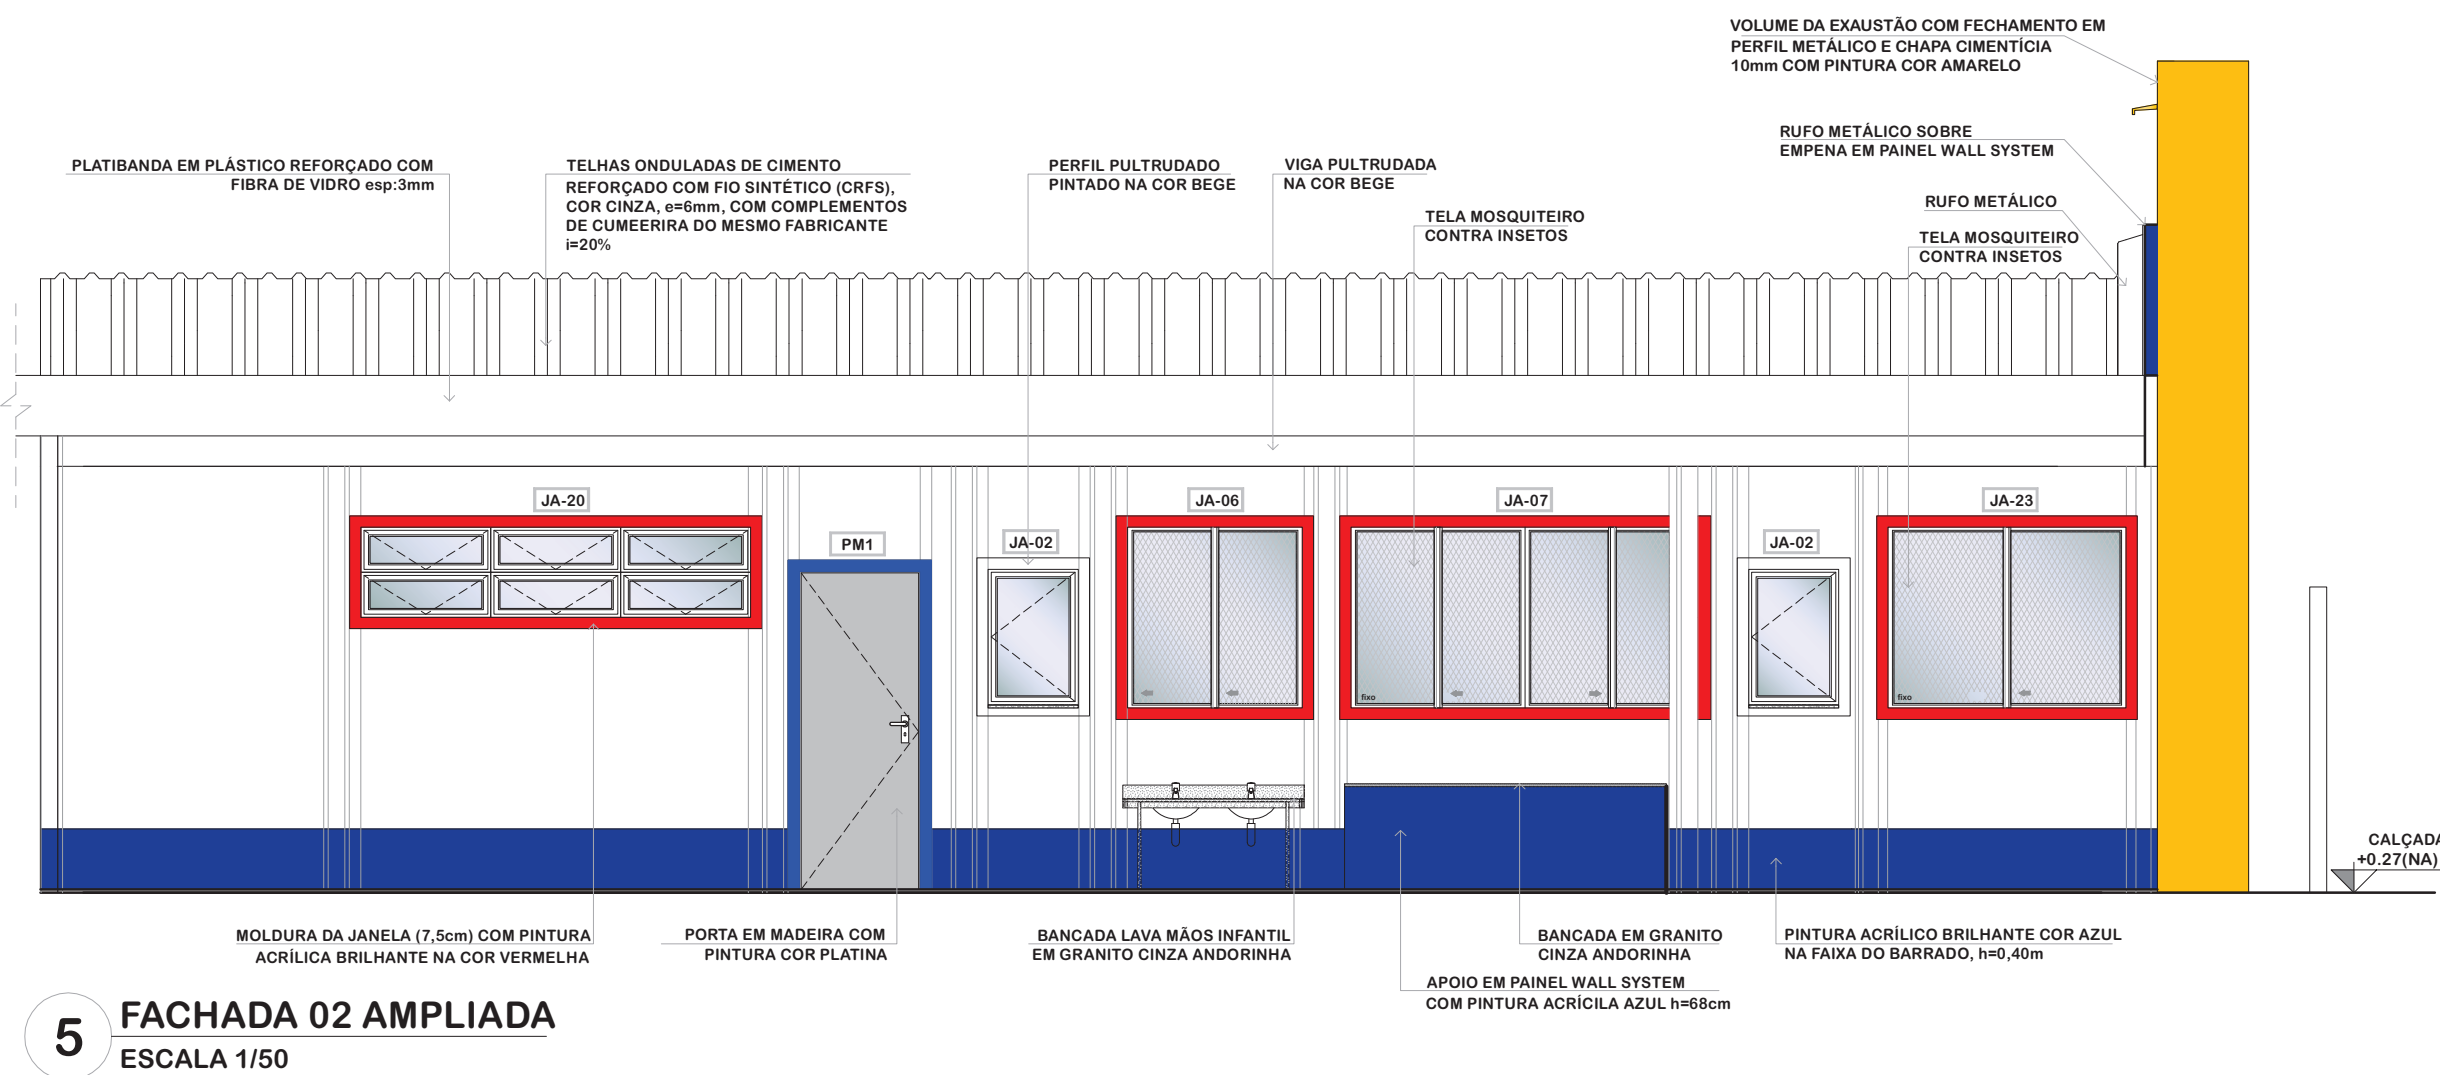 VOLUME DA EXAUSTÃO COM FECHAMENTO EM
PERFIL METÁLICO E CHAPA CIMENTÍCIA
10mm COM PINTURA COR AMARELO
RUFO METÁLICO SOBRE
EMPENA EM PAINEL WALL SYSTEM
PLATIBANDA EM PLÁSTICO REFORÇADO COM
FIBRA DE VIDRO esp:3mm
TELHAS ONDULADAS DE CIMENTO
REFORÇADO COM FIO SINTÉTICO (CRFS),
COR CINZA, e=6mm, COM COMPLEMENTOS
DE CUMEERIRA DO MESMO FABRICANTE
i=20%
PERFIL PULTRUDADO
PINTADO NA COR BEGE
VIGA PULTRUDADA
NA COR BEGE
TELA MOSQUITEIRO
CONTRA INSETOS
RUFO METÁLICO
TELA MOSQUITEIRO
CONTRA INSETOS
JA-20
PM1
JA-02
JA-06
JA-07
JA-02
JA-23
fixo
fixo
CALÇADA
+0.27(NA)
MOLDURA DA JANELA (7,5cm) COM PINTURA
ACRÍLICA BRILHANTE NA COR VERMELHA
PORTA EM MADEIRA COM
PINTURA COR PLATINA
BANCADA LAVA MÃOS INFANTIL
EM GRANITO CINZA ANDORINHA
BANCADA EM GRANITO
CINZA ANDORINHA
PINTURA ACRÍLICO BRILHANTE COR AZUL
NA FAIXA DO BARRADO, h=0,40m
APOIO EM PAINEL WALL SYSTEM
COM PINTURA ACRÍCILA AZUL h=68cm
5
FACHADA 02 AMPLIADA
ESCALA 1/50